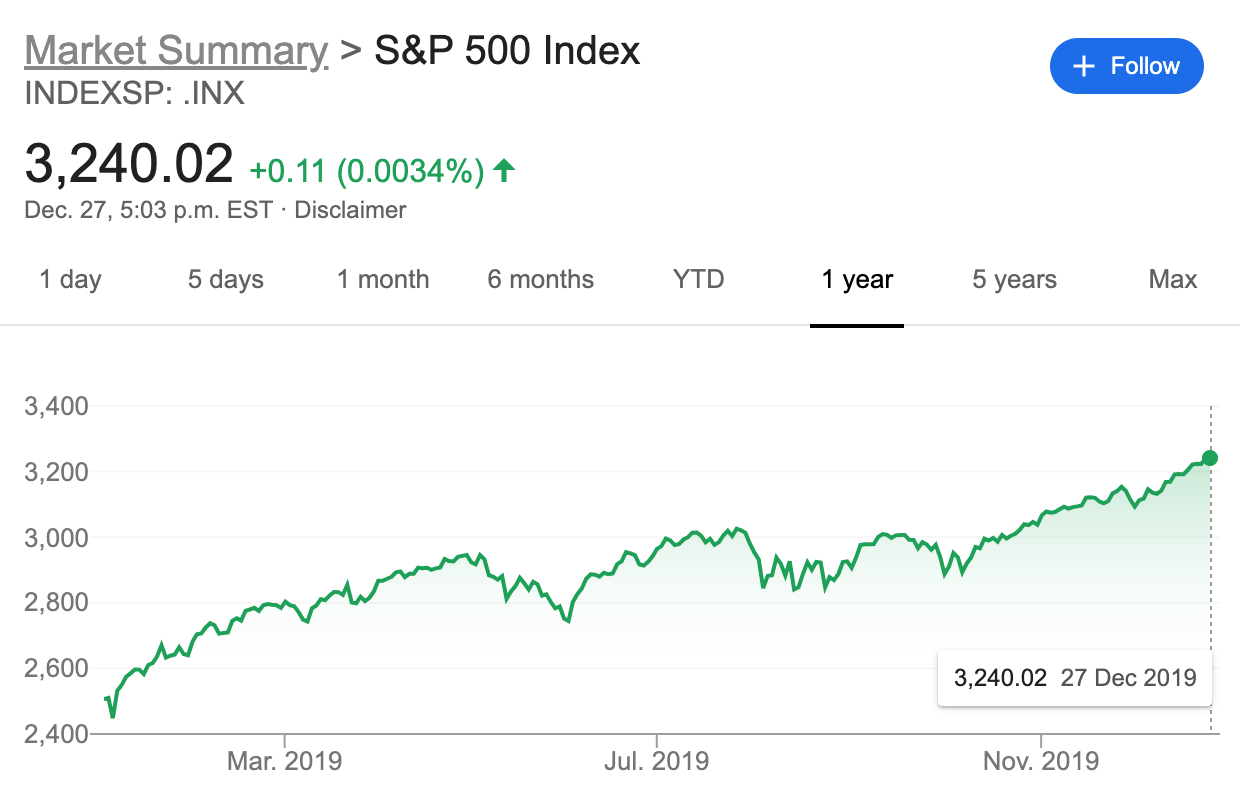 Market Summary > S&P 500 Index
+ Follow
INDEXSP: .INX
3,240.02 +0.11 (0.0034%)
Dec. 27, 5:03 p.m. EST · Disclaimer
1 day 5 days 1 month 6 months YTD 1 year 5 years Max
3,400
3,200
3,000
2,800
2,600
3,240.02 27 Dec 2019
2,400
Mar. 2019 Jul. 2019 Nov. 2019